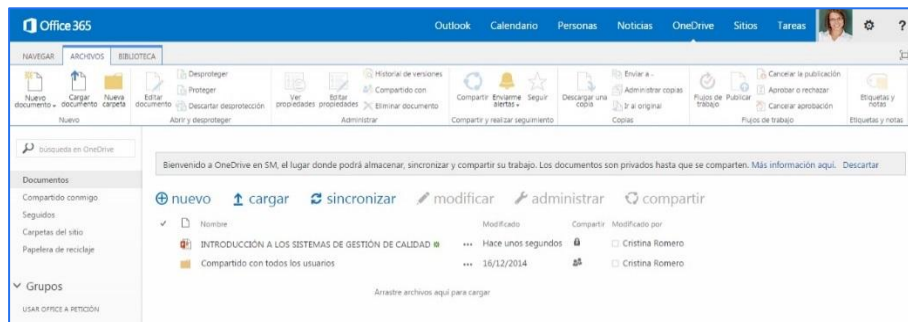 Office 365
Outlook Calendario Personas Noticias OneDrive Sitios Tareas ?
NAVEGAR ARCHIVOS BIBLIOTECA
Nuevo documento Cargar documento Nueva carpeta
Nuevo
Editar documento Desproteger Proteger Descartar desprotección
Abrir y desproteger
Ver propiedades Editar propiedades Historial de versiones Compartido con Eliminar documento
Administrar
Compartir Enviarme alertas Seguir
Compartir y realizar seguimiento
Descargar una copia Enviar a Administrar copias Ir al original
Copias
Flujos de trabajo Publicar Cancelar la publicación Aprobar o rechazar Cancelar aprobación
Flujos de trabajo
Etiquetas y notas
Etiquetas y notas
búsqueda en OneDrive
Documentos
Compartido conmigo
Seguidos
Carpetas del sitio
Papelera de reciclaje
Grupos
USAR OFFICE A PETICIÓN
Bienvenido a OneDrive en SM, el lugar donde podrá almacenar, sincronizar y compartir su trabajo. Los documentos son privados hasta que se comparten. Más información aquí. Descartar
nuevo cargar sincronizar modificar administrar compartir
Nombre Modificado Compartir Modificado por
INTRODUCCIÓN A LOS SISTEMAS DE GESTIÓN DE CALIDAD ... Hace unos segundos Cristina Romero
Compartido con todos los usuarios ... 16/12/2014 Cristina Romero
Arrastre archivos aquí para cargar